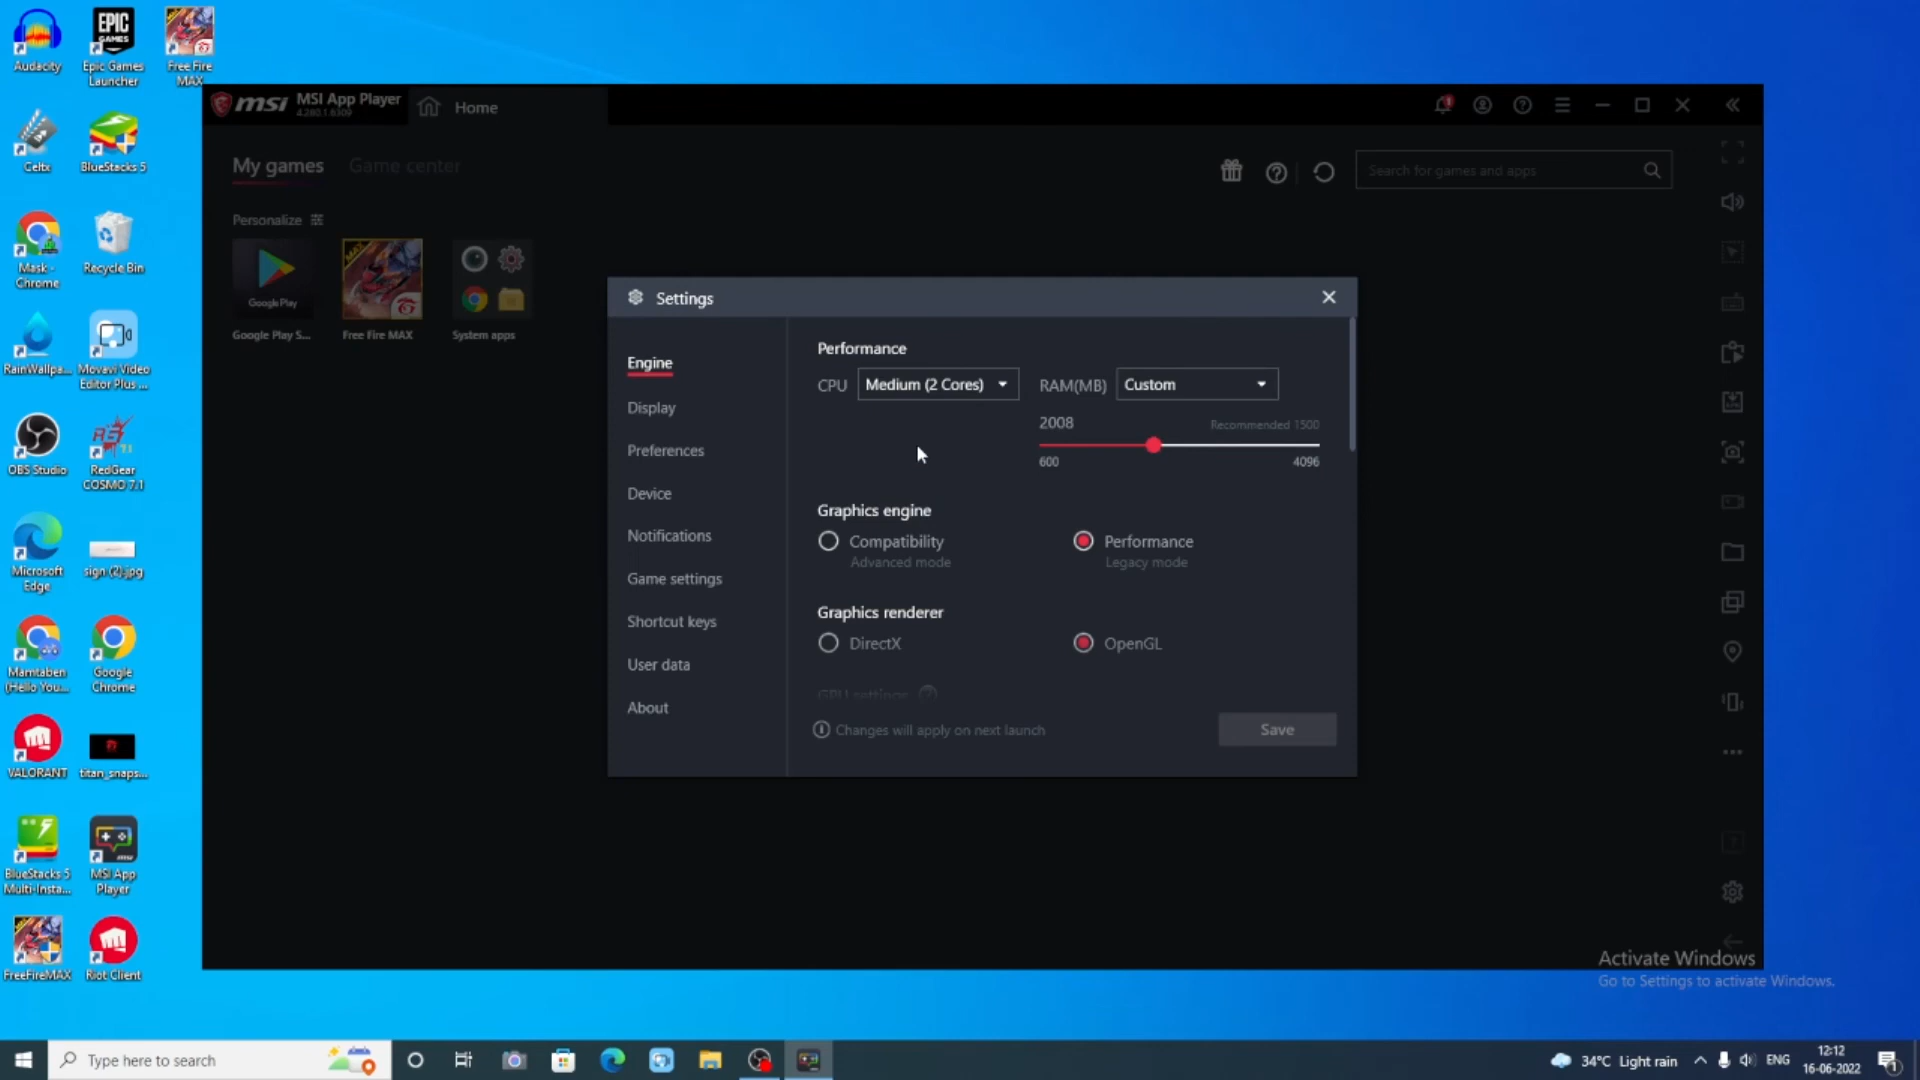 Audacity
Epic Games
Launcher
Free Fire
MAX
Celtx
BlueStacks 5
Mask -
Chrome
Recycle Bin
RainWallpa...
Movavi Video
Editor Plus ...
OBS Studio
RedGear
COSMO 7.1
Microsoft
Edge
sign (2).jpg
Mamtaben
(Hello You...
Google
Chrome
VALORANT
titan_snaps...
BlueStacks 5
Multi-Insta...
MSI App
Player
FreeFireMAX
Riot Client
msi
MSI App Player
4.280.1.6309
Home
My games
Game center
Search for games and apps
Personalize
Google Play
Google Play S...
Free Fire MAX
System apps
Settings
Engine
Display
Preferences
Device
Notifications
Game settings
Shortcut keys
User data
About
Performance
CPU
Medium (2 Cores)
RAM(MB)
Custom
2008
Recommended 1500
600
4096
Graphics engine
Compatibility
Advanced mode
Performance
Legacy mode
Graphics renderer
DirectX
OpenGL
GPU settings
Changes will apply on next launch
Save
Activate Windows
Go to Settings to activate Windows.
Type here to search
34°C Light rain
ENG
12:12
16-06-2022
1